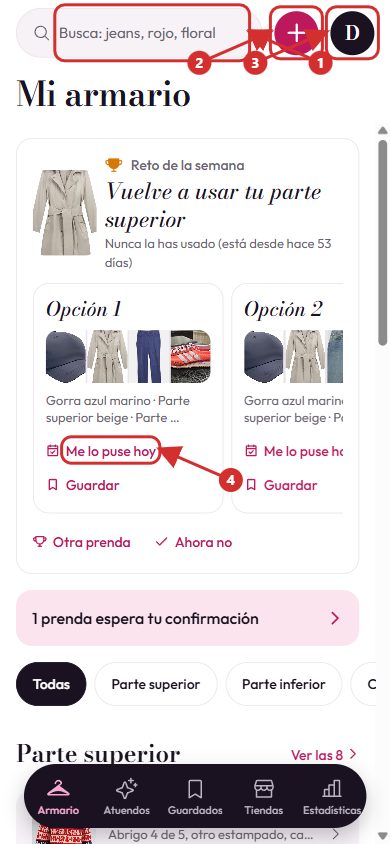 Busca: jeans, rojo, floral
D
2
3
1
Mi armario
Reto de la semana
Vuelve a usar tu parte
superior
Nunca la has usado (está desde hace 53
días)
Opción 1
Opción 2
Gorra azul marino · Parte
superior beige · Parte ...
Gorra azul marin
superior beige · Pa
Me lo puse hoy
Me lo puse ho
4
Guardar
Guardar
Otra prenda
Ahora no
1 prenda espera tu confirmación
Todas
Parte superior
Parte inferior
Parte superior
Ver las 8
Armario
Atuendos
Guardados
Tiendas
Estadísticas
Abrigo 4 de 5, otro estampado, ca...